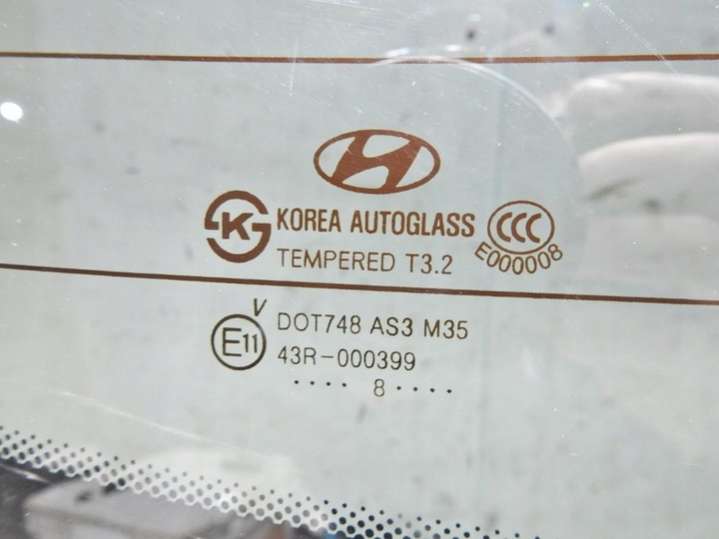 K KOREA AUTOGLASS CCC
TEMPERED T3.2 E000008
V
E11 DOT748 AS3 M35
43R-000399
.... 8 ....